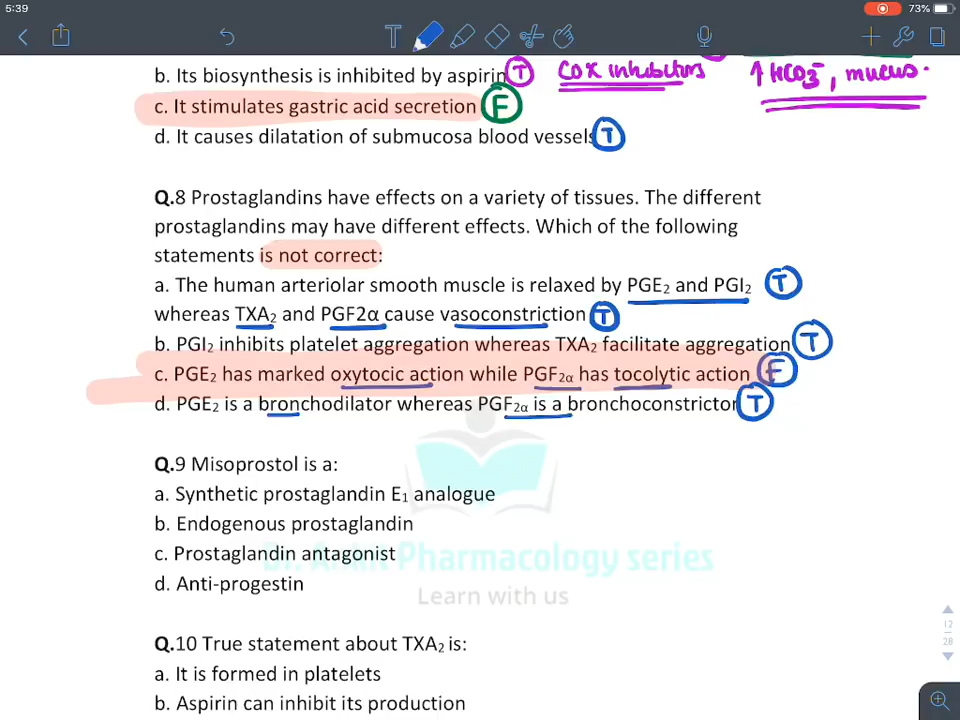 5:39
73%
b. Its biosynthesis is inhibited by aspirin T COX inhibitors ↑HCO3⁻, mucus.
c. It stimulates gastric acid secretion F
d. It causes dilatation of submucosa blood vessels T
Q.8 Prostaglandins have effects on a variety of tissues. The different
prostaglandins may have different effects. Which of the following
statements is not correct:
a. The human arteriolar smooth muscle is relaxed by PGE₂ and PGI₂ T
whereas TXA₂ and PGF2α cause vasoconstriction T
b. PGI₂ inhibits platelet aggregation whereas TXA₂ facilitate aggregation T
c. PGE₂ has marked oxytocic action while PGF₂α has tocolytic action F
d. PGE₂ is a bronchodilator whereas PGF₂α is a bronchoconstrictor T
Q.9 Misoprostol is a:
a. Synthetic prostaglandin E₁ analogue
b. Endogenous prostaglandin
c. Prostaglandin antagonist
Dr. Ankit Pharmacology series
d. Anti-progestin
Learn with us
Q.10 True statement about TXA₂ is:
a. It is formed in platelets
b. Aspirin can inhibit its production
12
28